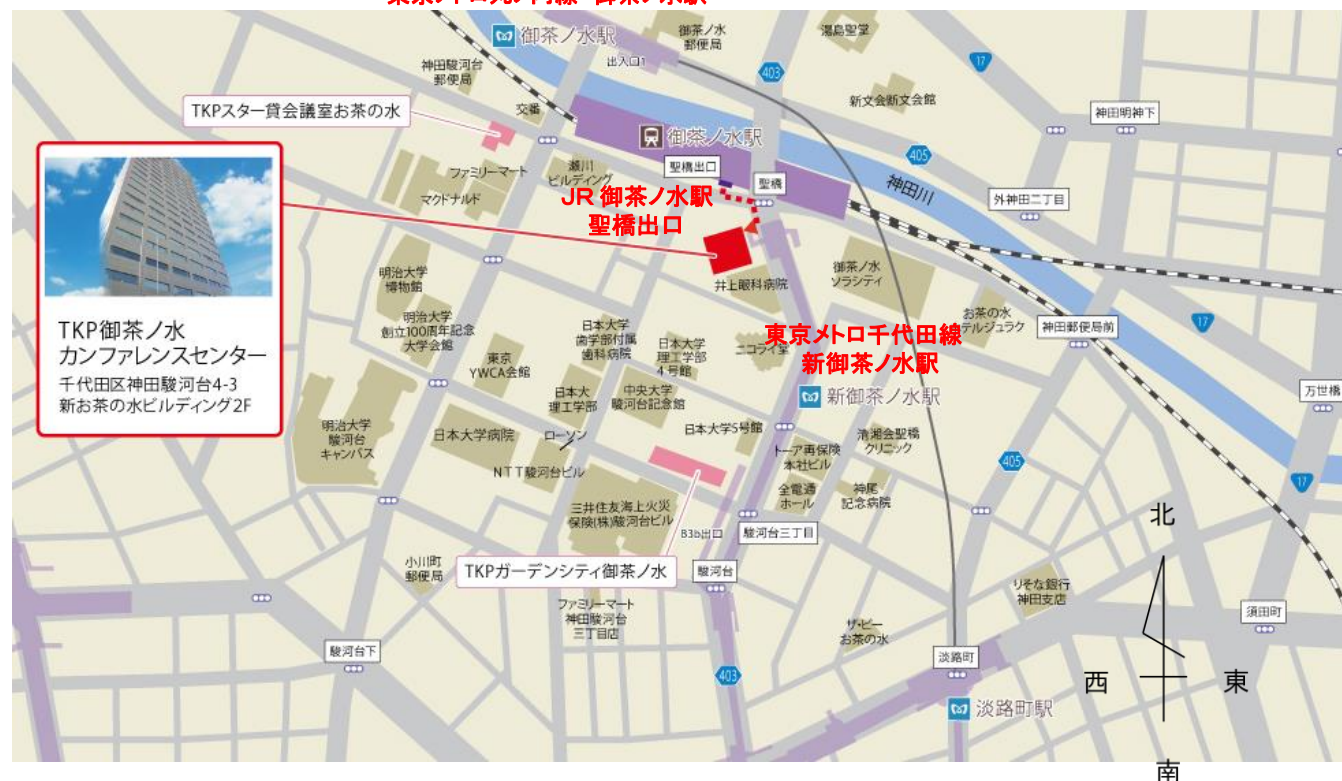 御茶ノ水駅
御茶ノ水
郵便局
湯島聖堂
出入口1
403
17
神田駿河台
郵便局
TKPスター貸会議室お茶の水
交番
新文会館
神田明神下
御茶ノ水駅
聖橋出口
405
ファミリーマート
瀬川
ビルディング
マクドナルド
聖橋
神田川
外神田二丁目
JR 御茶ノ水駅
聖橋出口
TKP御茶ノ水
カンファレンスセンター
千代田区神田駿河台4-3
新お茶の水ビルディング2F
明治大学
博物館
井上眼科病院
御茶ノ水
ソラシティ
明治大学
創立100周年記念
大学会館
日本大学
歯学部付属
歯科病院
日本大学
理工学部
4号館
ニコライ堂
お茶の水
テルジュラク
神田郵便局前
17
東京
YWCA会館
東京メトロ千代田線
新御茶ノ水駅
新御茶ノ水駅
日本大
理工学部
中央大学
駿河台記念館
万世橋
明治大学
駿河台
キャンパス
日本大学病院
ローソン
日本大学5号館
トーア再保険
本社ビル
清湘会聖橋
クリニック
NTT駿河台ビル
405
17
全電通
ホール
神尾
記念病院
三井住友海上火災
保険(株)駿河台ビル
B3b出口
駿河台三丁目
北
小川町
郵便局
TKPガーデンシティ御茶ノ水
駿河台
りそな銀行
神田支店
ファミリーマート
神田駿河台
三丁目店
ザ・ビー
お茶の水
須田町
駿河台下
淡路町
403
西
東
淡路町駅
南